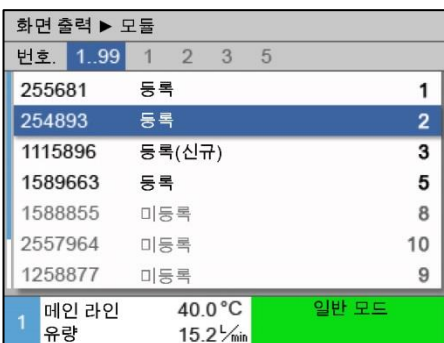 화면 출력 ▶ 모듈
번호. 1..99 1 2 3 5
255681 등록 1
254893 등록 2
1115896 등록(신규) 3
1589663 등록 5
1588855 미등록 8
2557964 미등록 10
1258877 미등록 9
1 메인 라인 40.0 °C 일반 모드
유량 15.2 L/min